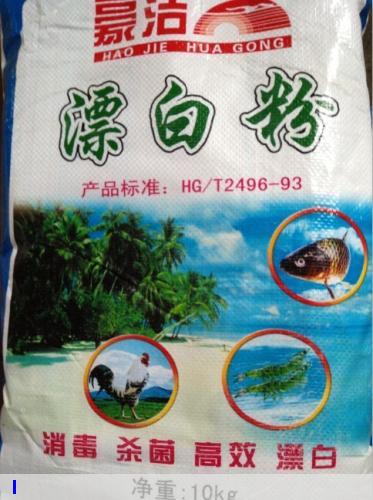 豪洁
HAO JIE HUA GONG
漂白粉
产品标准: HG/T2496-93
消毒 杀菌 高效 漂白
净重:10kg